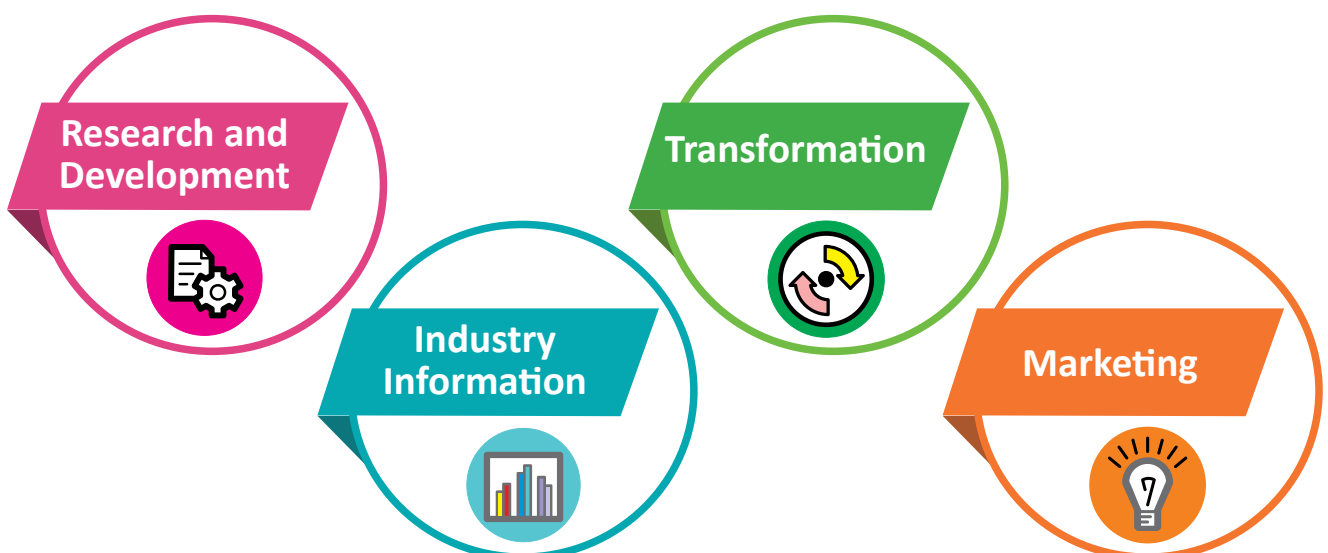 Research and
Development
Industry
Information
Transformation
Marketing